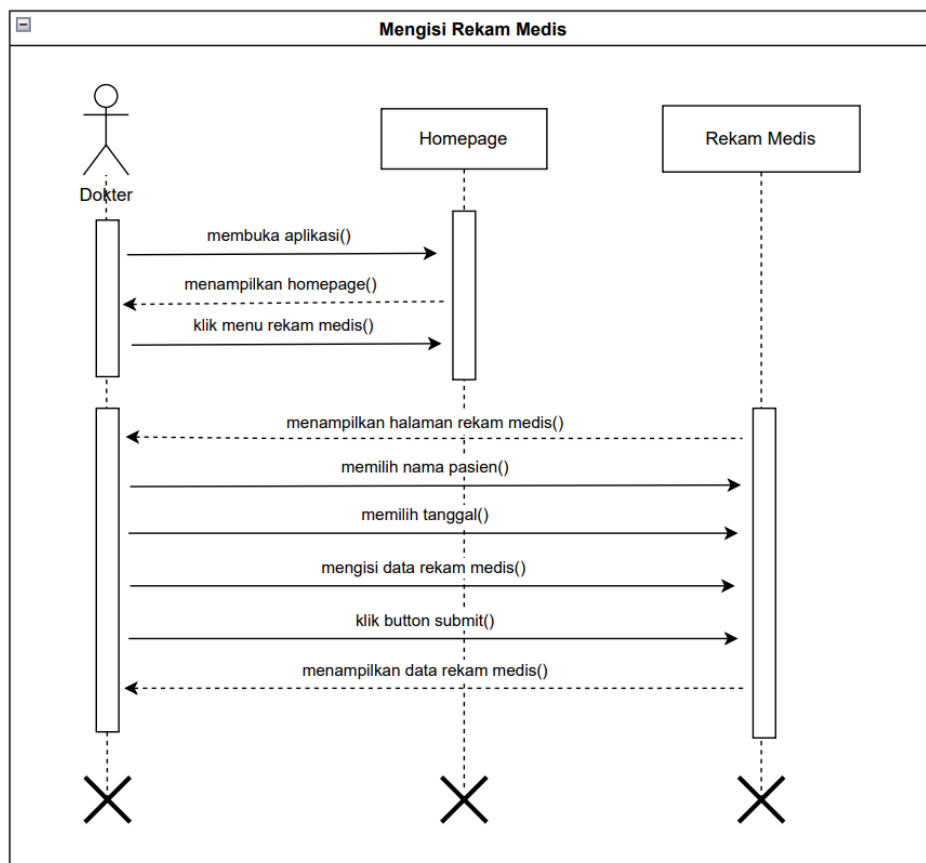 Mengisi Rekam Medis
Homepage
Rekam Medis
Dokter
membuka aplikasi()
menampilkan homepage()
klik menu rekam medis()
menampilkan halaman rekam medis()
memilih nama pasien()
memilih tanggal()
mengisi data rekam medis()
klik button submit()
menampilkan data rekam medis()